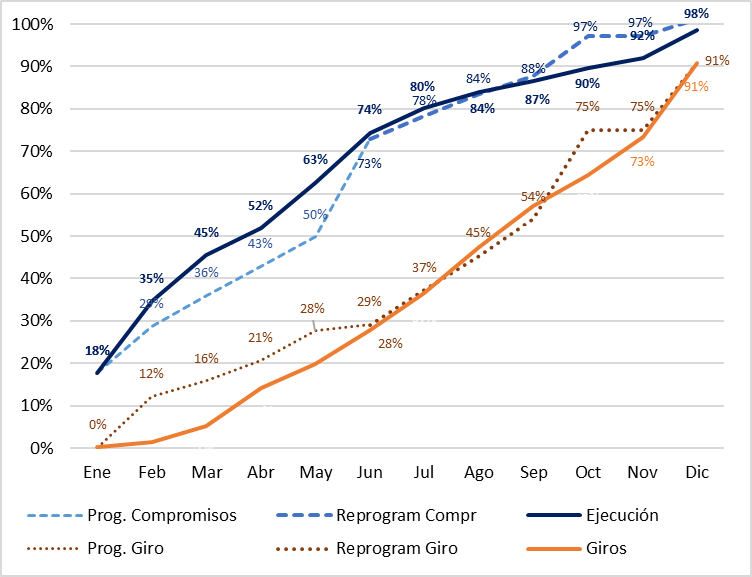 100% 97% 97% 98%
92%
90% 88% 91%
84% 91%
80% 80% 84% 87% 90%
78%
74% 75% 75%
70% 73% 73%
63%
60%
52% 54%
50% 50%
45% 43% 45%
40%
35% 36% 37%
30% 28% 29%
28%
20% 18% 21%
16%
10% 12%
0% 0%
Ene Feb Mar Abr May Jun Jul Ago Sep Oct Nov Dic
Prog. Compromisos Reprogram Compr Ejecución
Prog. Giro Reprogram Giro Giros